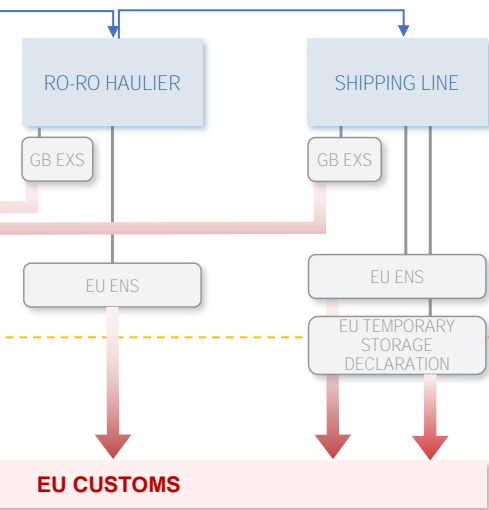 RO-RO HAULIER
SHIPPING LINE
GB EXS
GB EXS
EU ENS
EU ENS
EU TEMPORARY
STORAGE
DECLARATION
EU CUSTOMS